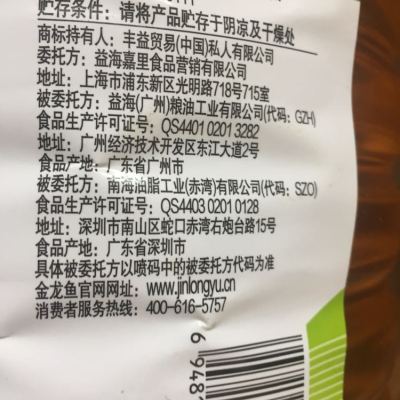 贮存条件：请将产品贮存于阴凉及干燥处
商标持有人：丰益贸易(中国)私人有限公司
委托方：益海嘉里食品营销有限公司
地址：上海市浦东新区光明路718号715室
被委托方：益海(广州)粮油工业有限公司(代码：GZH)
食品生产许可证号：QS4401 0201 3282
地址：广州经济技术开发区东江大道2号
食品产地：广东省广州市
被委托方：南海油脂工业(赤湾)有限公司(代码：SZO)
食品生产许可证号：QS4403 0201 0128
地址：深圳市南山区蛇口赤湾右炮台路15号
食品产地：广东省深圳市
具体被委托方以喷码中的被委托方代码为准
金龙鱼官网网址：www.jinlongyu.cn
消费者服务热线：400-616-5757
6 948